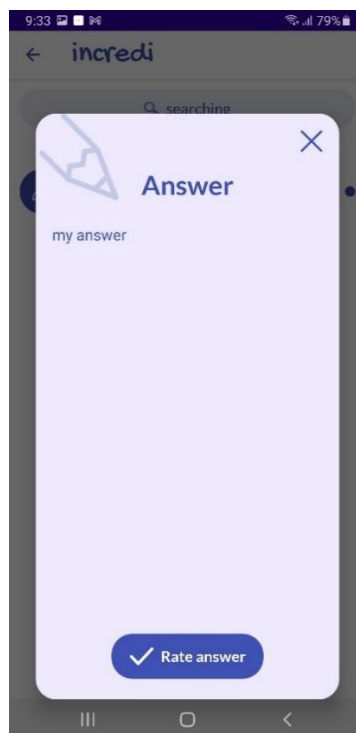 9:33 79%
incredi
searching
Answer
my answer
Rate answer